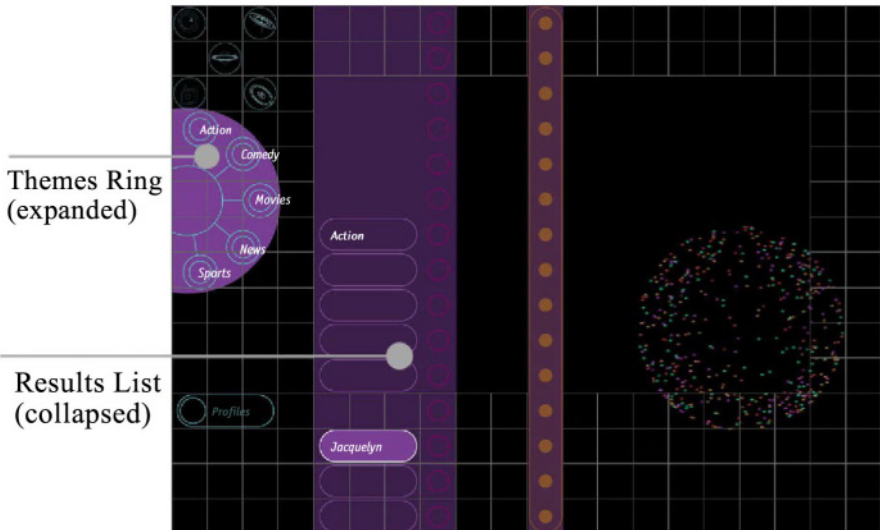 Action
Comedy
Themes Ring
(expanded)
Movies
Action
News
Sports
Results List
(collapsed)
Profiles
Jacquelyn